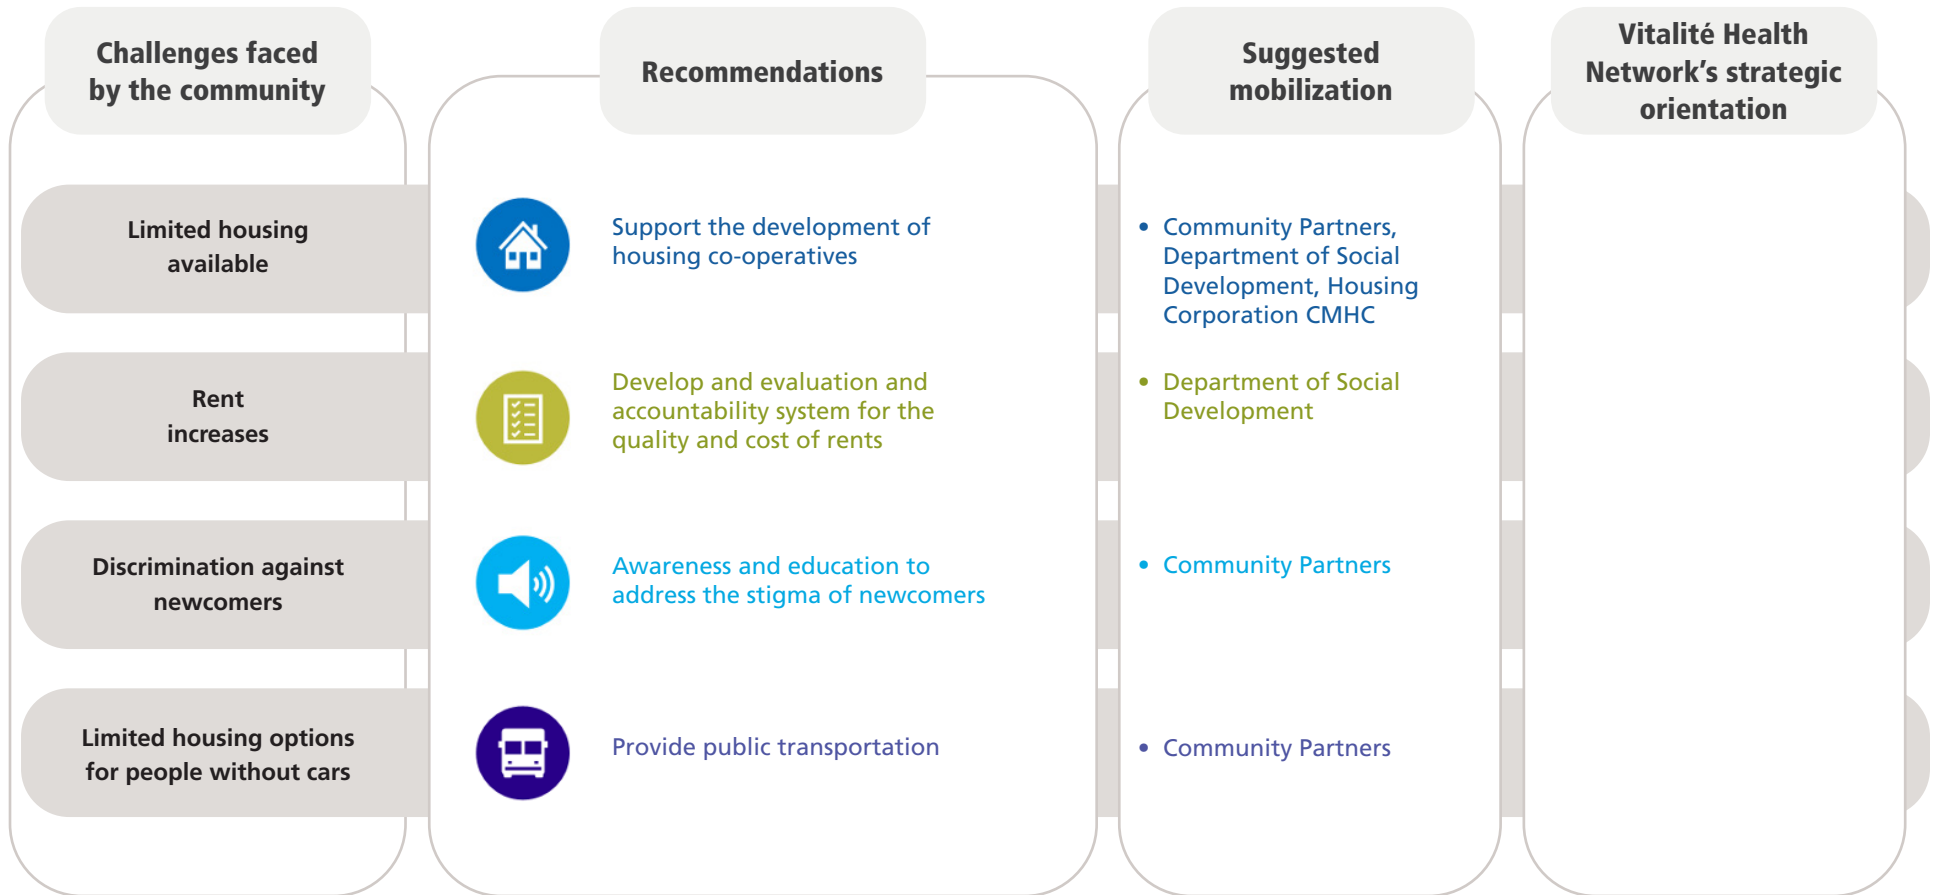 Challenges faced
by the community
Recommendations
Suggested
mobilization
Vitalité Health
Network's strategic
orientation
Limited housing
available
Support the development of
housing co-operatives
• Community Partners,
Department of Social
Development, Housing
Corporation CMHC
Rent
increases
Develop and evaluation and
accountability system for the
quality and cost of rents
• Department of Social
Development
Discrimination against
newcomers
Awareness and education to
address the stigma of newcomers
• Community Partners
Limited housing options
for people without cars
Provide public transportation
• Community Partners